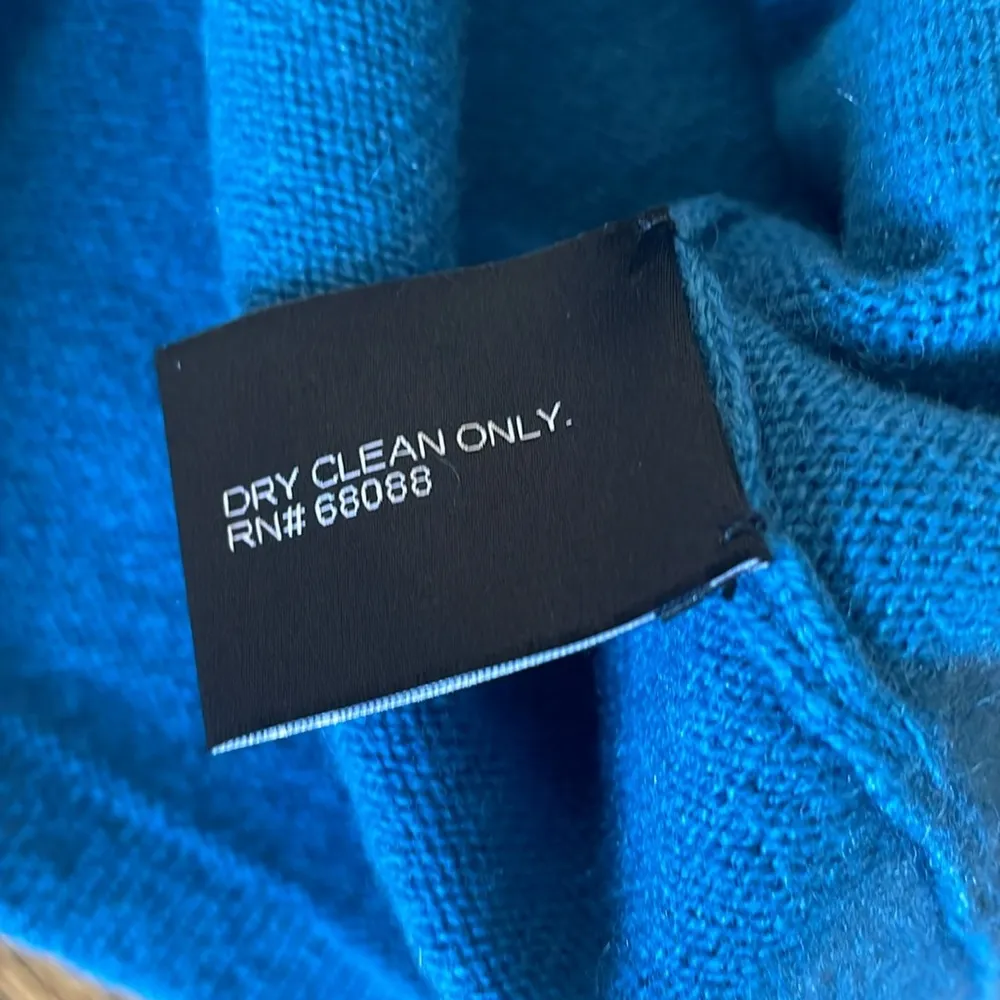 DRY CLEAN ONLY.
RN# 68088